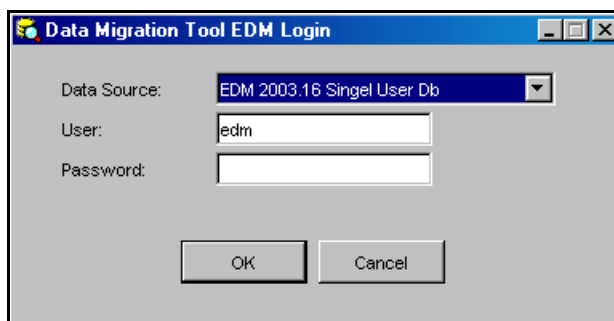 Data Migration Tool EDM Login
Data Source: EDM 2003.16 Singel User Db
User: edm
Password:
OK Cancel